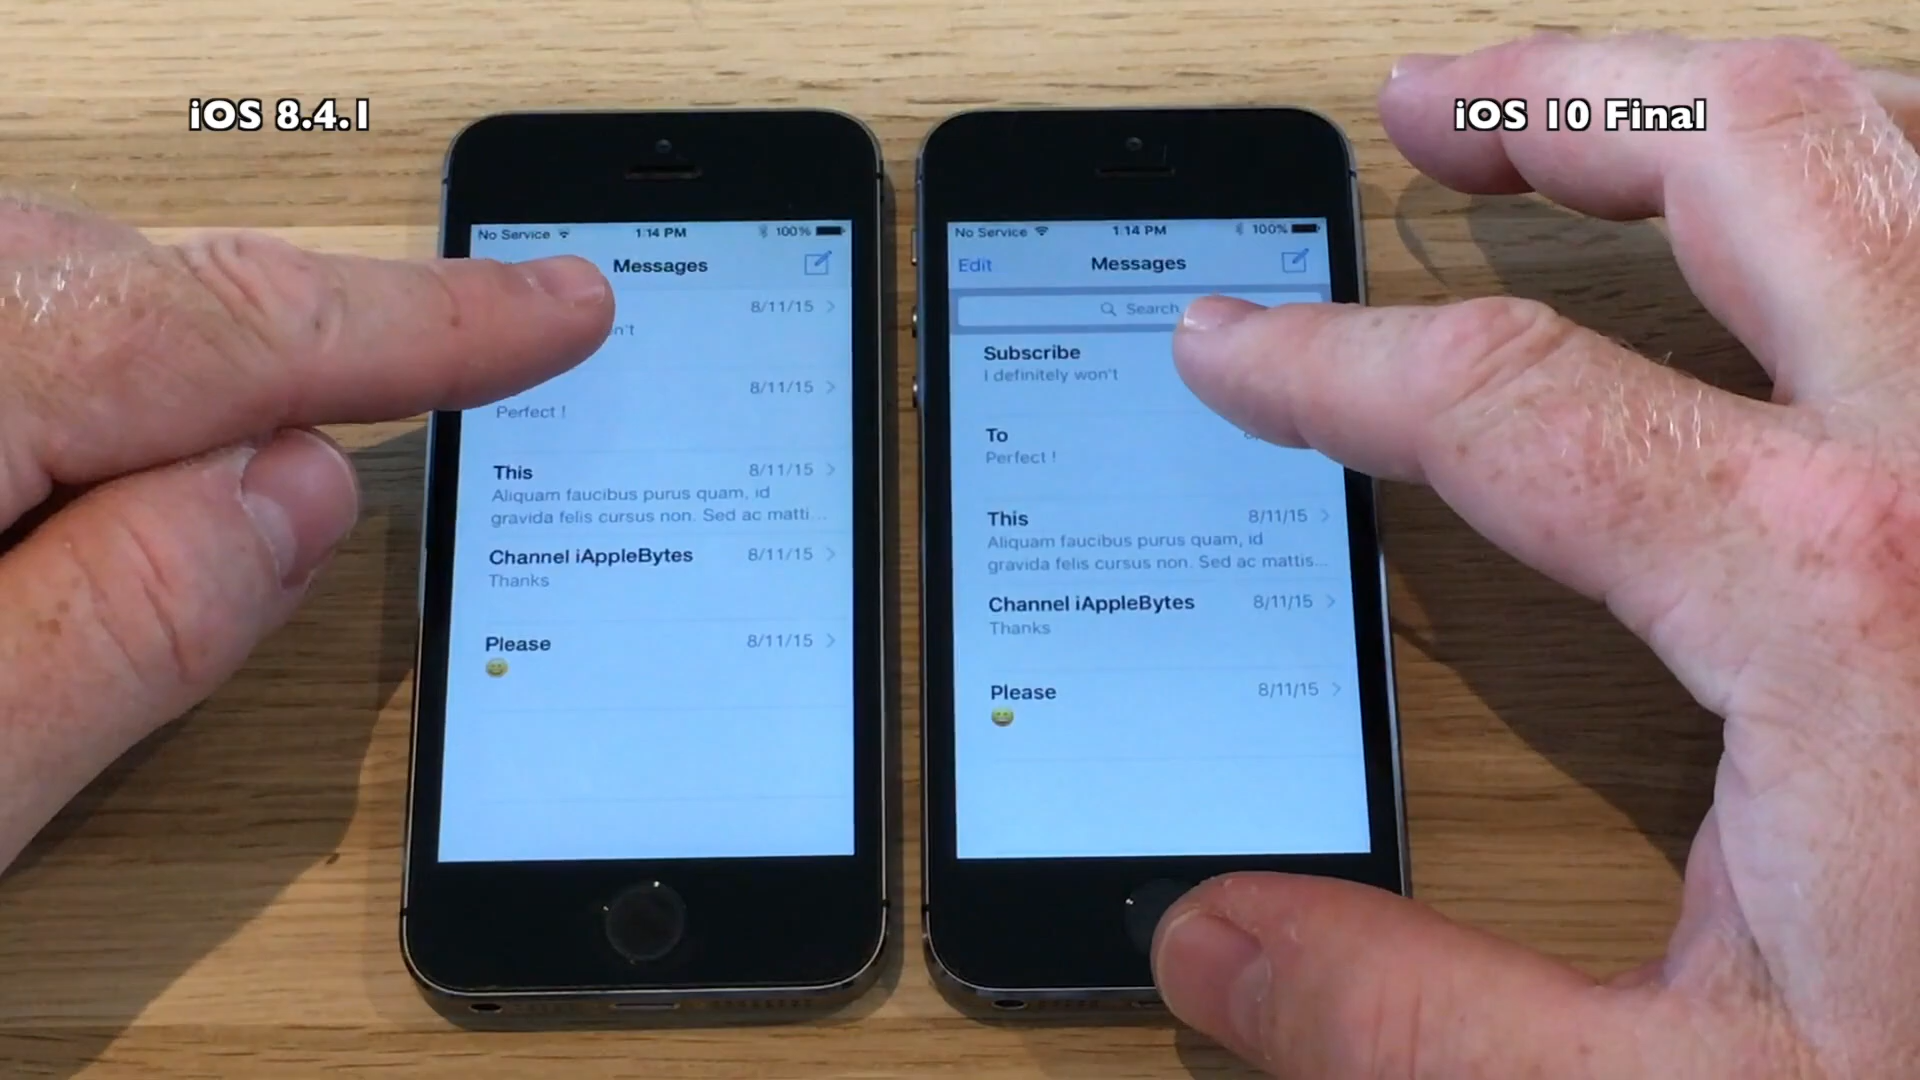 iOS 8.4.1
iOS 10 Final
No Service
1:14 PM
100%
Messages
8/11/15
n't
8/11/15
Perfect !
This
8/11/15
Aliquam faucibus purus quam, id
gravida felis cursus non. Sed ac matti...
Channel iAppleBytes
8/11/15
Thanks
Please
8/11/15
No Service
1:14 PM
100%
Edit
Messages
Search
Subscribe
I definitely won't
To
Perfect !
This
8/11/15
Aliquam faucibus purus quam, id
gravida felis cursus non. Sed ac mattis...
Channel iAppleBytes
8/11/15
Thanks
Please
8/11/15